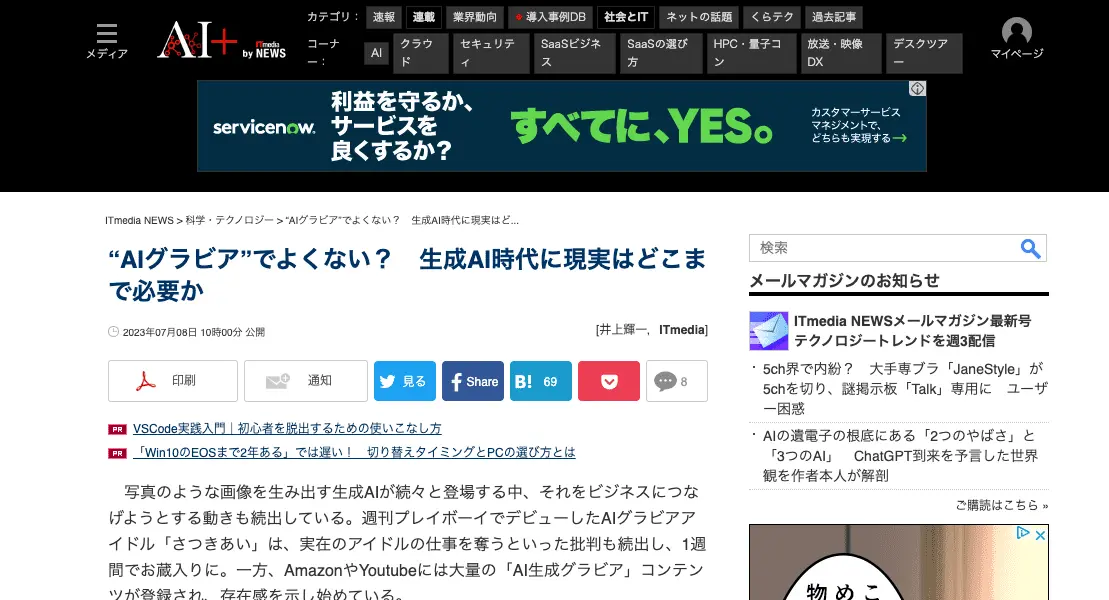 メディア
AI+ by ITmedia NEWS
カテゴリ： 速報 連載 業界動向 導入事例DB 社会とIT ネットの話題 くらテク 過去記事
コーナー： AI クラウド セキュリティ SaaSビジネス SaaSの選び方 HPC・量子コン 放送・映像DX デスクツアー
マイページ
servicenow.
利益を守るか、
サービスを
良くするか?
すべてに、YES。
カスタマーサービス
マネジメントで、
どちらも実現する→
ITmedia NEWS > 科学・テクノロジー > “AIグラビア”でよくない？　生成AI時代に現実はど...
“AIグラビア”でよくない？　生成AI時代に現実はどこま
で必要か
2023年07月08日 10時00分 公開
[井上輝一，ITmedia]
印刷
通知
見る
Share
B! 69
8
PR VSCode実践入門｜初心者を脱出するための使いこなし方
PR 「Win10のEOSまで2年ある」では遅い！　切り替えタイミングとPCの選び方とは
写真のような画像を生み出す生成AIが続々と登場する中、それをビジネスにつな
げようとする動きも続出している。週刊プレイボーイでデビューしたAIグラビアア
イドル「さつきあい」は、実在のアイドルの仕事を奪うといった批判も続出し、1週
間でお蔵入りに。一方、AmazonやYoutubeには大量の「AI生成グラビア」コンテン
ツが登録され、存在感を示し始めている。
検索
メールマガジンのお知らせ
ITmedia NEWSメールマガジン最新号
テクノロジートレンドを週3配信
・5ch界で内紛？　大手専ブラ「JaneStyle」が
5chを切り、謎掲示板「Talk」専用に　ユーザ
ー困惑
・AIの遺電子の根底にある「2つのやばさ」と
「3つのAI」　ChatGPT到来を予言した世界
観を作者本人が解剖
ご購読はこちら »
物めこ